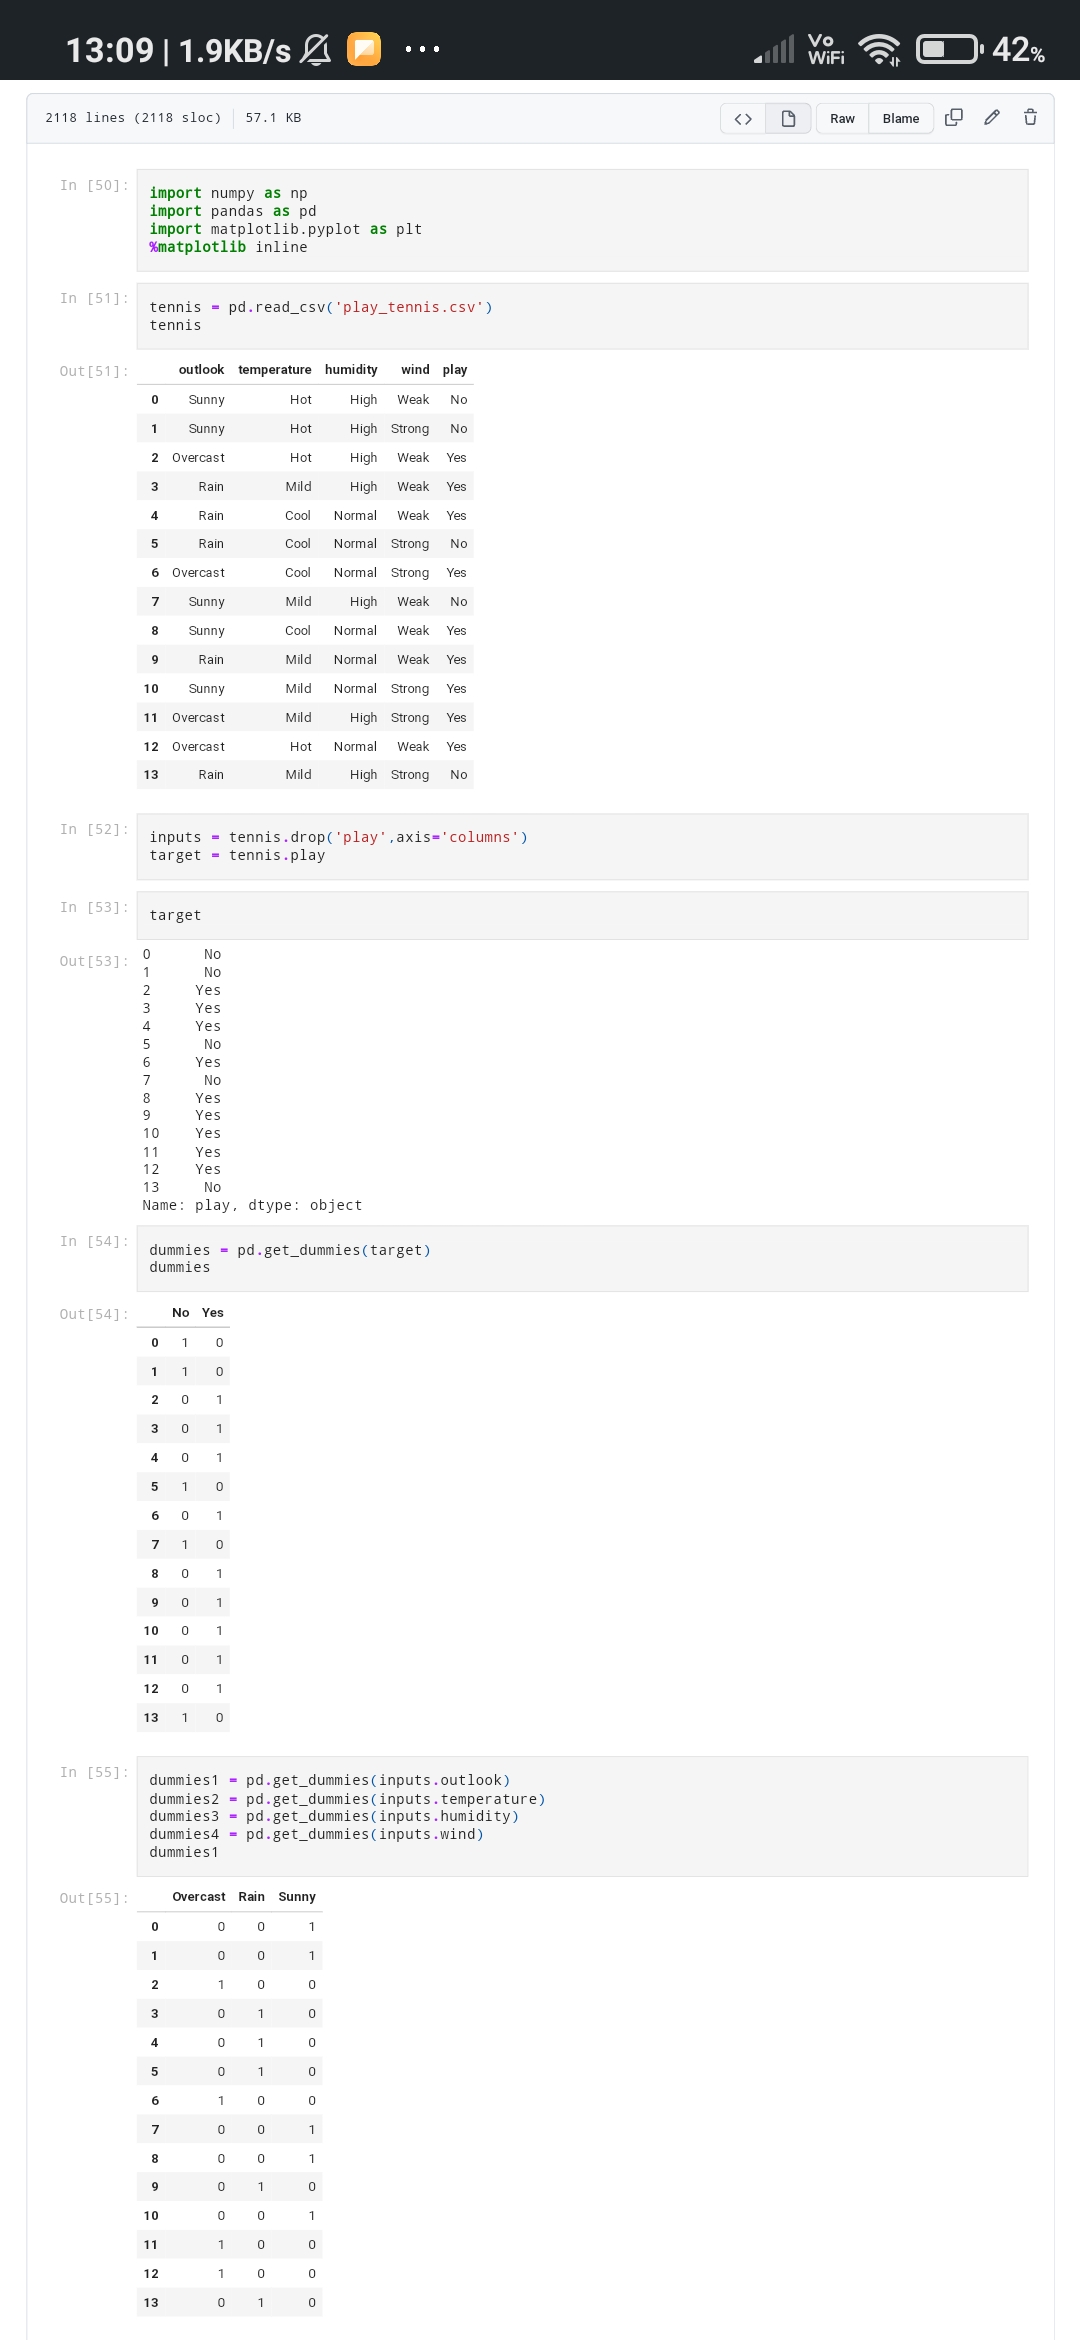 13:09 | 1.9KB/s
Vo WiFi 42%
2118 lines (2118 sloc) 57.1 KB Raw Blame
In [50]:
import numpy as np
import pandas as pd
import matplotlib.pyplot as plt
%matplotlib inline
In [51]:
tennis = pd.read_csv('play_tennis.csv')
tennis
Out[51]:
outlook temperature humidity wind play
0 Sunny Hot High Weak No
1 Sunny Hot High Strong No
2 Overcast Hot High Weak Yes
3 Rain Mild High Weak Yes
4 Rain Cool Normal Weak Yes
5 Rain Cool Normal Strong No
6 Overcast Cool Normal Strong Yes
7 Sunny Mild High Weak No
8 Sunny Cool Normal Weak Yes
9 Rain Mild Normal Weak Yes
10 Sunny Mild Normal Strong Yes
11 Overcast Mild High Strong Yes
12 Overcast Hot Normal Weak Yes
13 Rain Mild High Strong No
In [52]:
inputs = tennis.drop('play',axis='columns')
target = tennis.play
In [53]:
target
Out[53]:
0 No
1 No
2 Yes
3 Yes
4 Yes
5 No
6 Yes
7 No
8 Yes
9 Yes
10 Yes
11 Yes
12 Yes
13 No
Name: play, dtype: object
In [54]:
dummies = pd.get_dummies(target)
dummies
Out[54]:
No Yes
0 1 0
1 1 0
2 0 1
3 0 1
4 0 1
5 1 0
6 0 1
7 1 0
8 0 1
9 0 1
10 0 1
11 0 1
12 0 1
13 1 0
In [55]:
dummies1 = pd.get_dummies(inputs.outlook)
dummies2 = pd.get_dummies(inputs.temperature)
dummies3 = pd.get_dummies(inputs.humidity)
dummies4 = pd.get_dummies(inputs.wind)
dummies1
Out[55]:
Overcast Rain Sunny
0 0 0 1
1 0 0 1
2 1 0 0
3 0 1 0
4 0 1 0
5 0 1 0
6 1 0 0
7 0 0 1
8 0 0 1
9 0 1 0
10 0 0 1
11 1 0 0
12 1 0 0
13 0 1 0